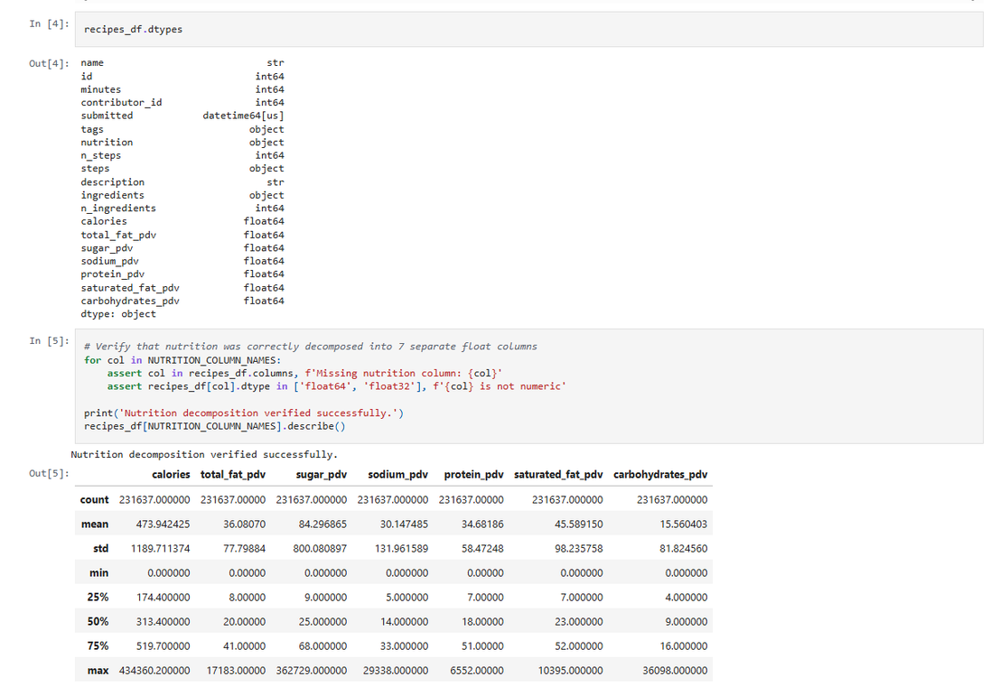 In [4]: recipes_df.dtypes
Out[4]: name str
id int64
minutes int64
contributor_id int64
submitted datetime64[us]
tags object
nutrition object
n_steps int64
steps object
description str
ingredients object
n_ingredients int64
calories float64
total_fat_pdv float64
sugar_pdv float64
sodium_pdv float64
protein_pdv float64
saturated_fat_pdv float64
carbohydrates_pdv float64
dtype: object
In [5]: # Verify that nutrition was correctly decomposed into 7 separate float columns
for col in NUTRITION_COLUMN_NAMES:
    assert col in recipes_df.columns, f'Missing nutrition column: {col}'
    assert recipes_df[col].dtype in ['float64', 'float32'], f'{col} is not numeric'
print('Nutrition decomposition verified successfully.')
recipes_df[NUTRITION_COLUMN_NAMES].describe()
Nutrition decomposition verified successfully.
Out[5]: calories total_fat_pdv sugar_pdv sodium_pdv protein_pdv saturated_fat_pdv carbohydrates_pdv
count 231637.000000 231637.00000 231637.000000 231637.000000 231637.00000 231637.000000 231637.000000
mean 473.942425 36.08070 84.296865 30.147485 34.68186 45.589150 15.560403
std 1189.711374 77.79884 800.080897 131.961589 58.47248 98.235758 81.824560
min 0.000000 0.00000 0.000000 0.000000 0.00000 0.000000 0.000000
25% 174.400000 8.00000 9.000000 5.000000 7.00000 7.000000 4.000000
50% 313.400000 20.00000 25.000000 14.000000 18.00000 23.000000 9.000000
75% 519.700000 41.00000 68.000000 33.000000 51.00000 52.000000 16.000000
max 434360.200000 17183.00000 362729.000000 29338.000000 6552.00000 10395.000000 36098.000000